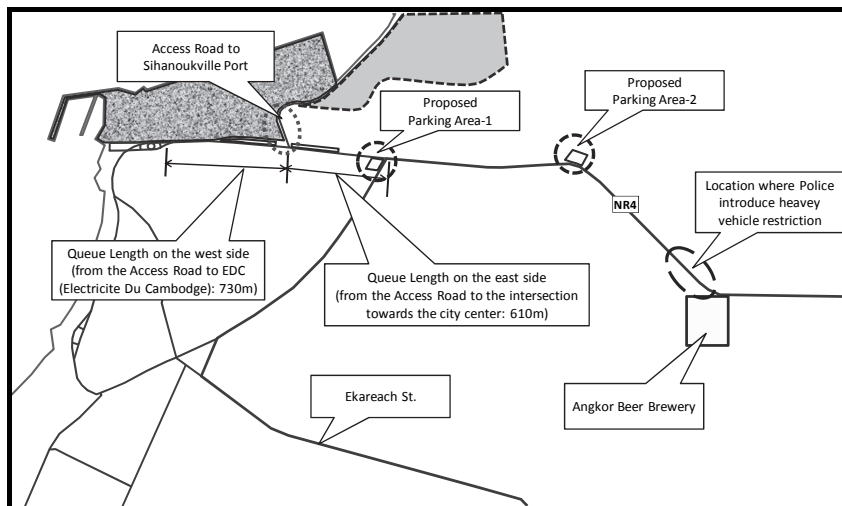 Access Road to
Sihanoukville Port
Proposed
Parking Area-1
Proposed
Parking Area-2
Location where Police
introduce heavey
vehicle restriction
NR4
Queue Length on the west side
(from the Access Road to EDC
(Electricite Du Cambodge): 730m)
Queue Length on the east side
(from the Access Road to the intersection
towards the city center: 610m)
Ekareach St.
Angkor Beer Brewery